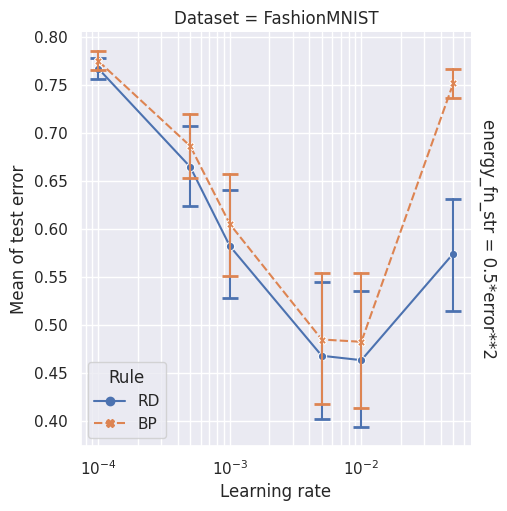 Dataset = FashionMNIST
Mean of test error
0.80
0.75
0.70
0.65
0.60
0.55
0.50
0.45
0.40
energy_fn_str = 0.5*error**2
Rule
RD
BP
10⁻⁴
10⁻³
10⁻²
Learning rate